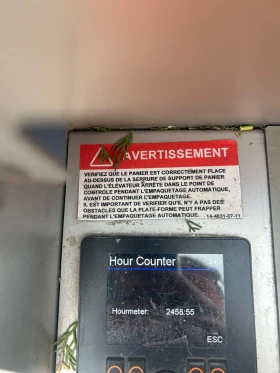 AVERTISSEMENT
VERIFIEZ QUE LE PANIER EST CORRECTEMENT PLACE
AU-DESSUS DE LA SERRURE DE SUPPORT DE PANIER
QUAND L'ÉLÉVATEUR ARRÈTE DANS LE POINT DE
CONTROLE PENDANT L'EMPAQUETAGE AUTOMATIQUE,
AVANT DE CONTINUER L'EMPAQUETAGE.
IL EST IMPORTANT DE VERIFIER QU'IL N'Y A PAS DES
OBSTACLES QUE LA PLATE-FORME PEUT FRAPPER
PENDANT L'EMPAQUETAGE AUTOMATIQUE. 14-4631-07-11
Hour Counter
Hourmeter: 2458:55
ESC